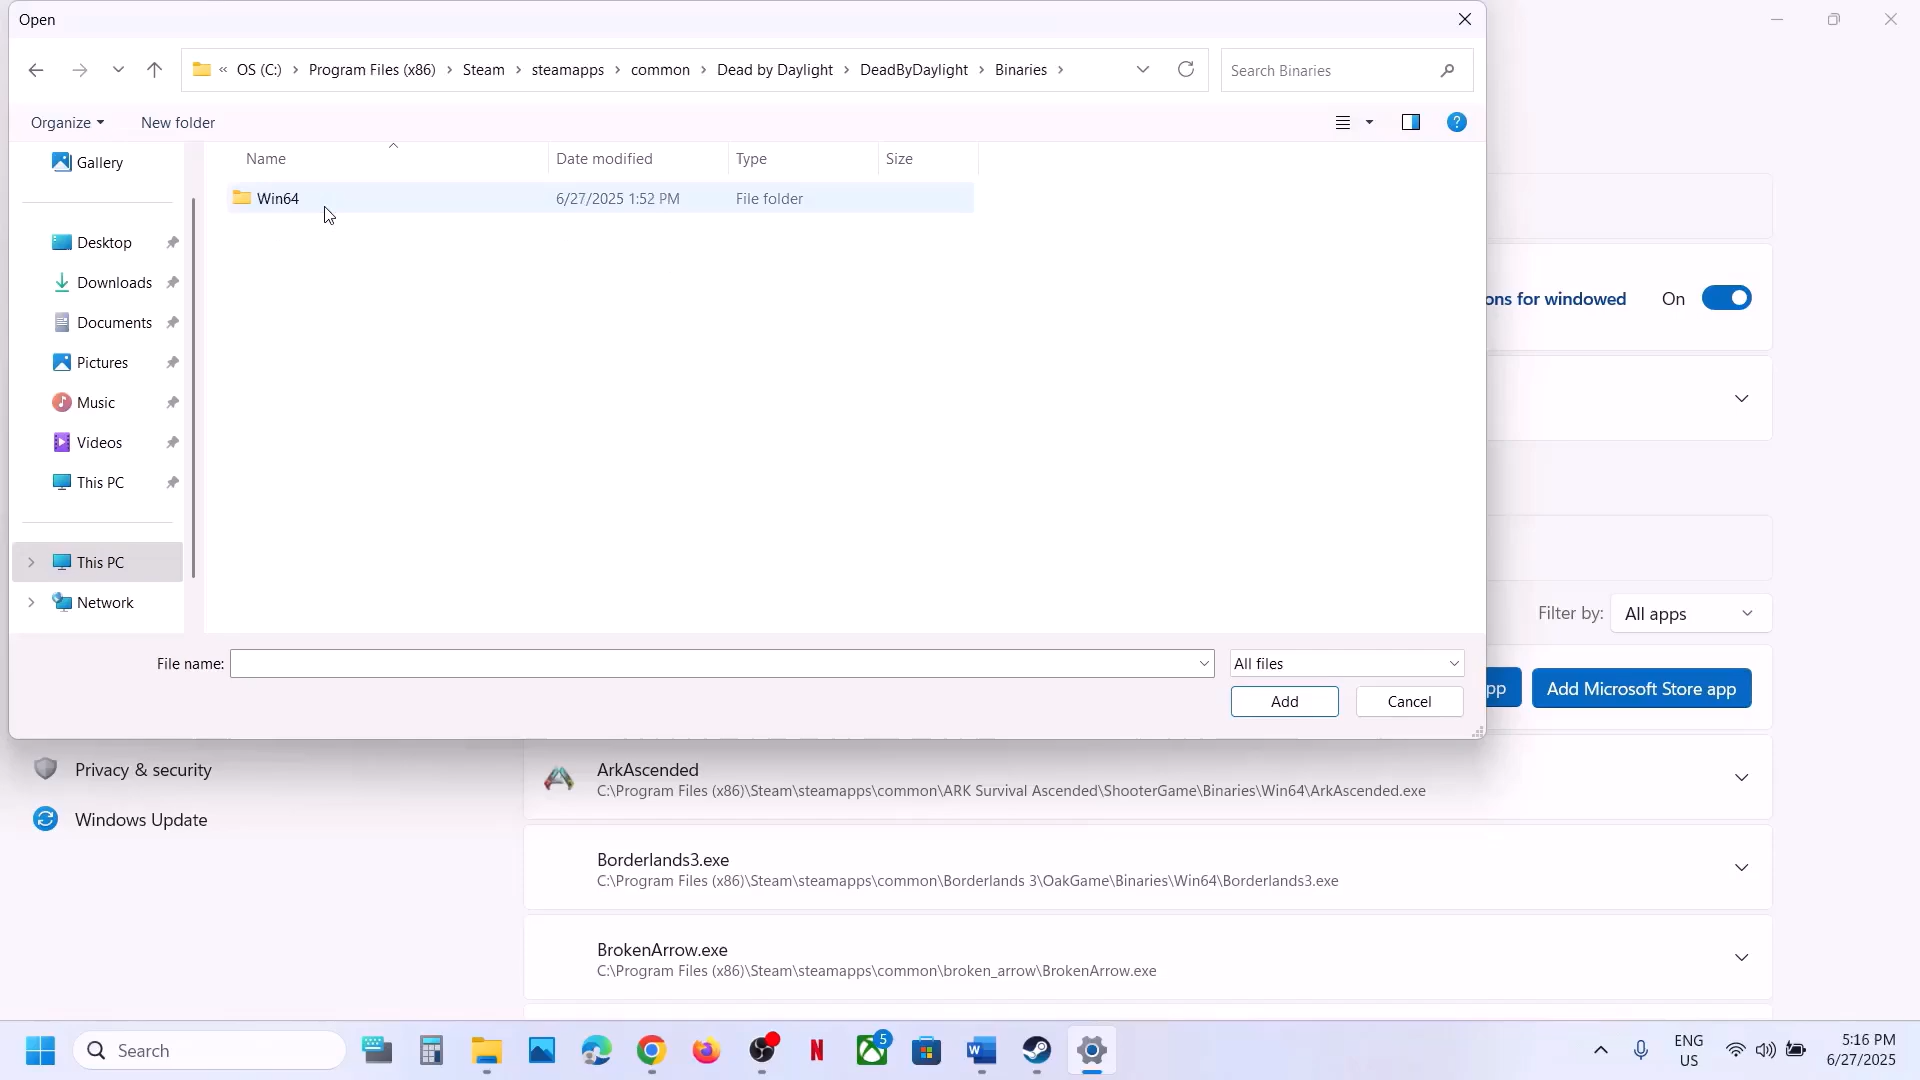 Open
« OS (C:) › Program Files (x86) › Steam › steamapps › common › Dead by Daylight › DeadByDaylight › Binaries ›
Search Binaries
Organize
New folder
?
Name
Date modified
Type
Size
Win64
6/27/2025 1:52 PM
File folder
Gallery
Desktop
Downloads
Documents
Pictures
Music
Videos
This PC
This PC
Network
File name:
All files
Add
Cancel
ons for windowed
On
Filter by:
All apps
pp
Add Microsoft Store app
Privacy & security
Windows Update
ArkAscended
C:\Program Files (x86)\Steam\steamapps\common\ARK Survival Ascended\ShooterGame\Binaries\Win64\ArkAscended.exe
Borderlands3.exe
C:\Program Files (x86)\Steam\steamapps\common\Borderlands 3\OakGame\Binaries\Win64\Borderlands3.exe
BrokenArrow.exe
C:\Program Files (x86)\Steam\steamapps\common\broken_arrow\BrokenArrow.exe
Search
N
5
W
ENG
US
5:16 PM
6/27/2025